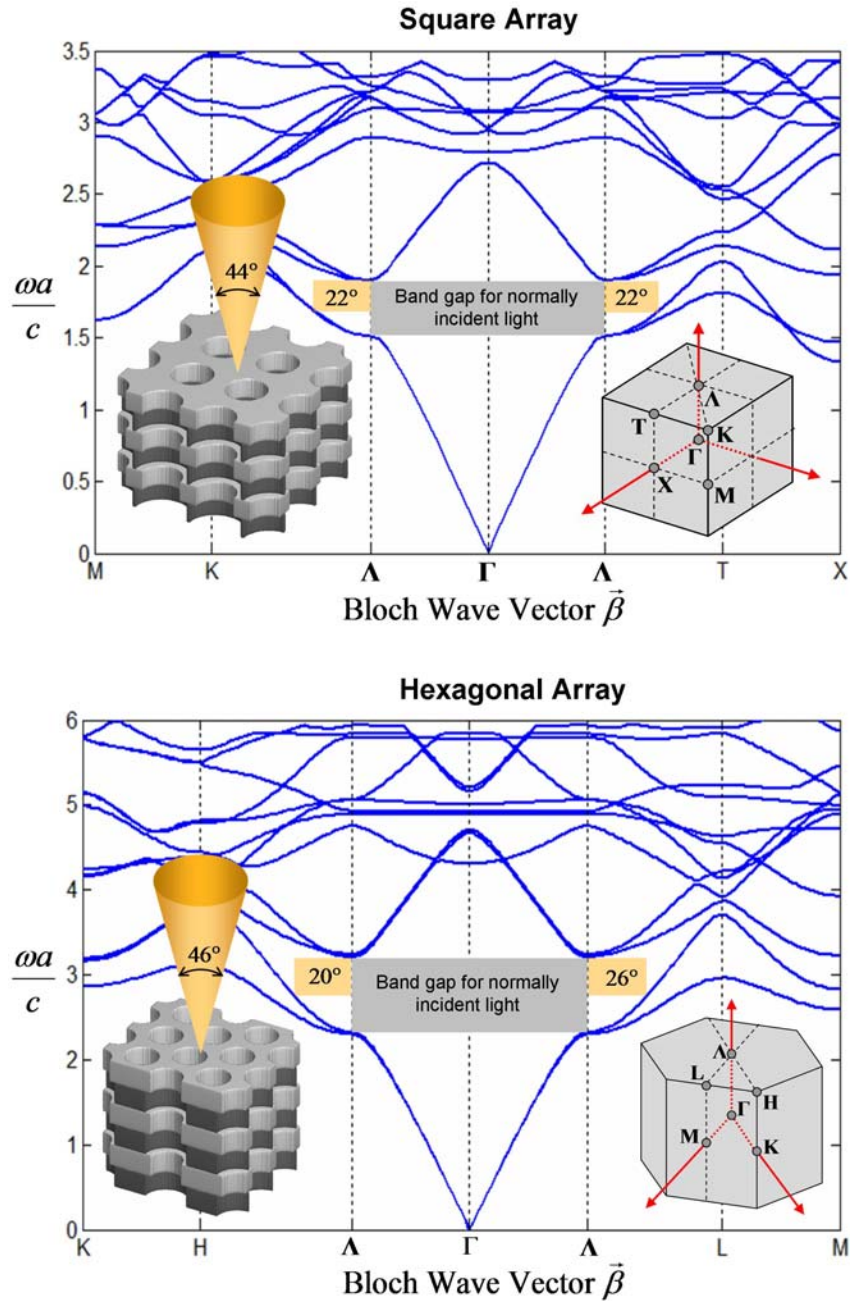 Square Array
3.5
3
2.5
2
1.5
1
0.5
0
ωa
c
44°
22°
Band gap for normally
incident light
22°
Λ
T
K
Γ
X
M
M K Λ Γ Λ T X
Bloch Wave Vector β⃗
Hexagonal Array
6
5
4
3
2
1
0
ωa
c
46°
20°
Band gap for normally
incident light
26°
Λ
L
H
Γ
M
K
K H Λ Γ Λ L M
Bloch Wave Vector β⃗